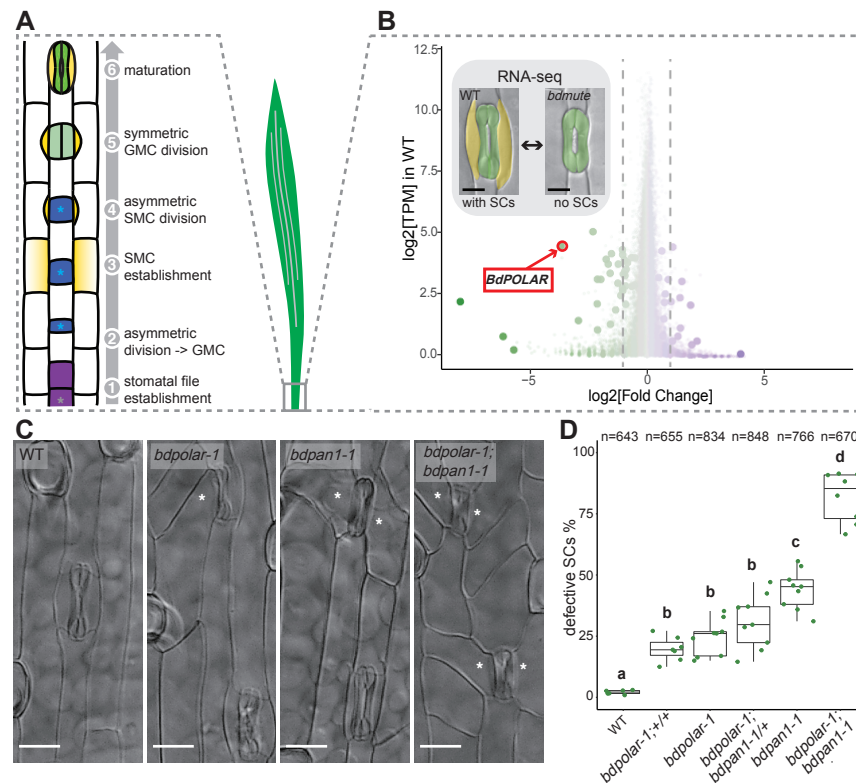 A
6
maturation
5
symmetric
GMC division
4
asymmetric
SMC division
3
SMC
establishment
2
asymmetric
division -> GMC
1
stomatal file
establishment
B
log2[TPM] in WT
12.5
10.0
7.5
5.0
2.5
0.0
RNA-seq
WT
bdmute
with SCs
no SCs
BdPOLAR
−5
0
5
log2[Fold Change]
C
WT
bdpolar-1
bdpan1-1
bdpolar-1;
bdpan1-1
* * * * * * *
D
n=643 n=655 n=834 n=848 n=766 n=670
defective SCs %
100
75
50
25
0
a
b
b
b
c
d
WT
bdpolar-1;+/+
bdpolar-1
bdpolar-1;
bdpan1-1/+
bdpan1-1
bdpolar-1;
bdpan1-1